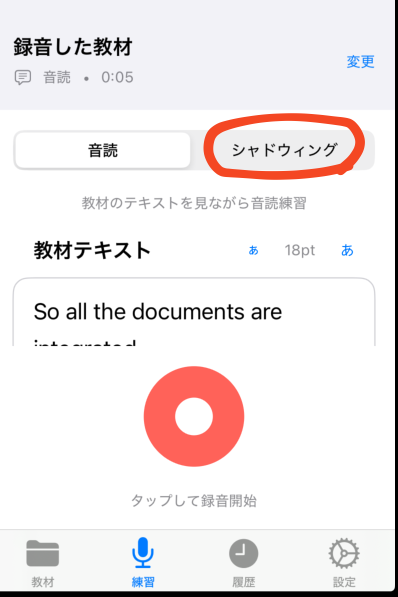 録音した教材
音読 • 0:05
変更
音読 シャドウィング
教材のテキストを見ながら音読練習
教材テキスト
あ 18pt あ
So all the documents are
integrated
タップして録音開始
教材 練習 履歴 設定